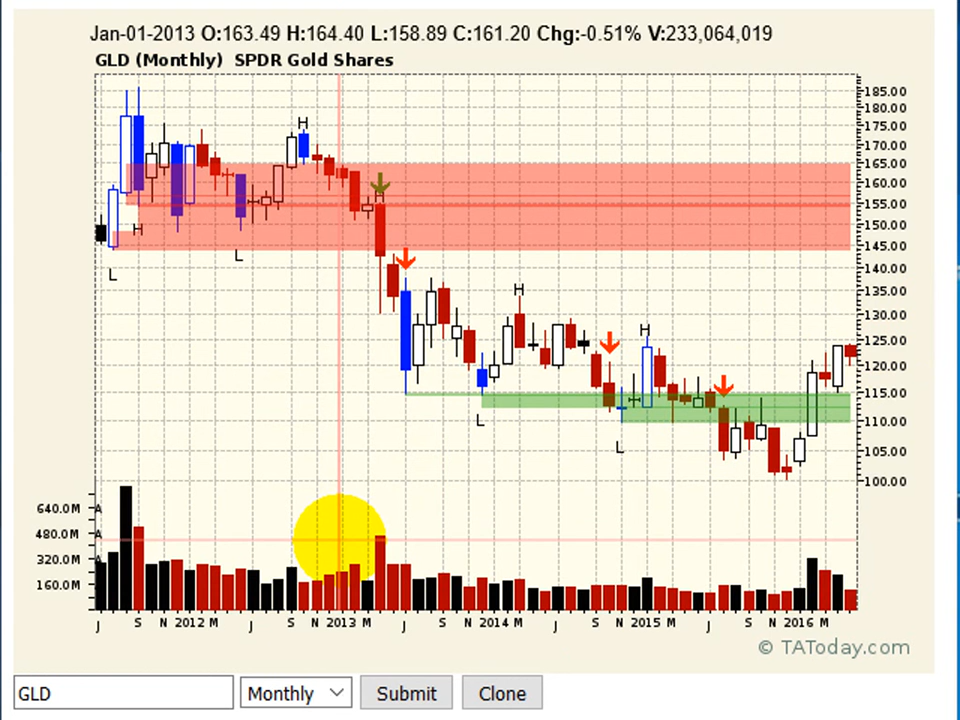 Jan-01-2013 O:163.49 H:164.40 L:158.89 C:161.20 Chg:-0.51% V:233,064,019
GLD (Monthly) SPDR Gold Shares
185.00
180.00
175.00
H
170.00
165.00
160.00
H
155.00
150.00
H
145.00
L
140.00
L
135.00
H
130.00
125.00
H
120.00
115.00
110.00
L
105.00
L
100.00
640.0M A
480.0M A
320.0M A
160.0M
J S N 2012 M J S N 2013 M J S N 2014 M J S N 2015 M J S N 2016 M
© TAToday.com
GLD Monthly Submit Clone